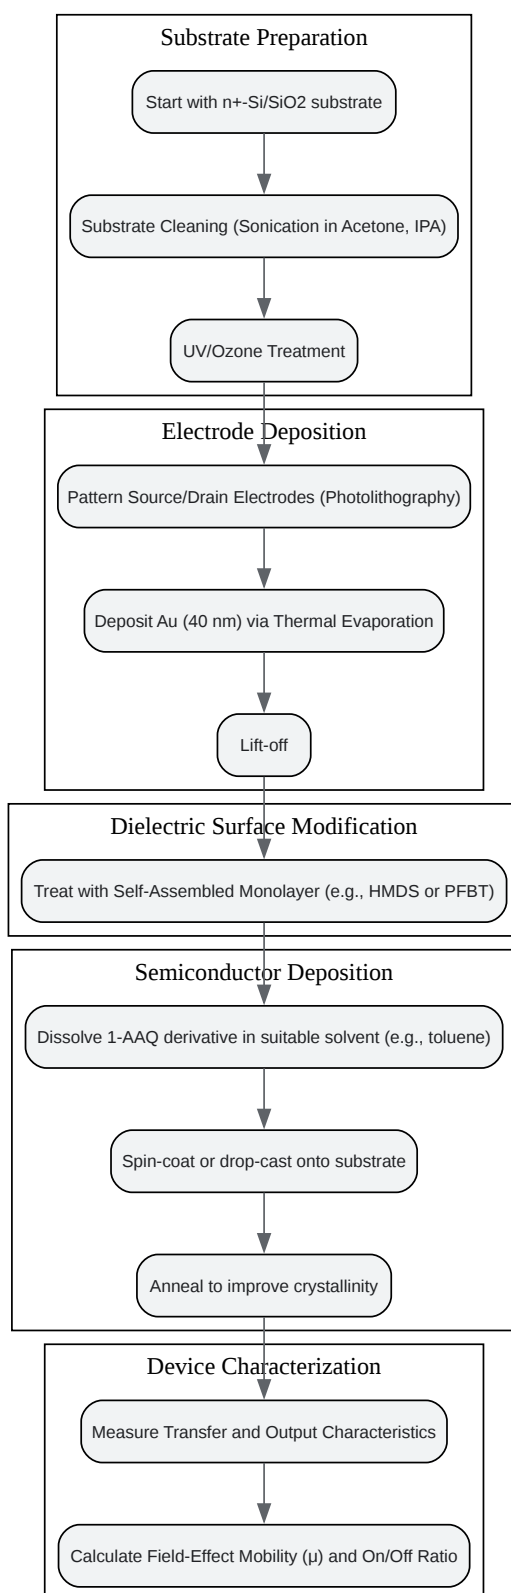 Substrate Preparation
Start with n+-Si/SiO2 substrate
Substrate Cleaning (Sonication in Acetone, IPA)
UV/Ozone Treatment
Electrode Deposition
Pattern Source/Drain Electrodes (Photolithography)
Deposit Au (40 nm) via Thermal Evaporation
Lift-off
Dielectric Surface Modification
Treat with Self-Assembled Monolayer (e.g., HMDS or PFBT)
Semiconductor Deposition
Dissolve 1-AAQ derivative in suitable solvent (e.g., toluene)
Spin-coat or drop-cast onto substrate
Anneal to improve crystallinity
Device Characterization
Measure Transfer and Output Characteristics
Calculate Field-Effect Mobility (μ) and On/Off Ratio